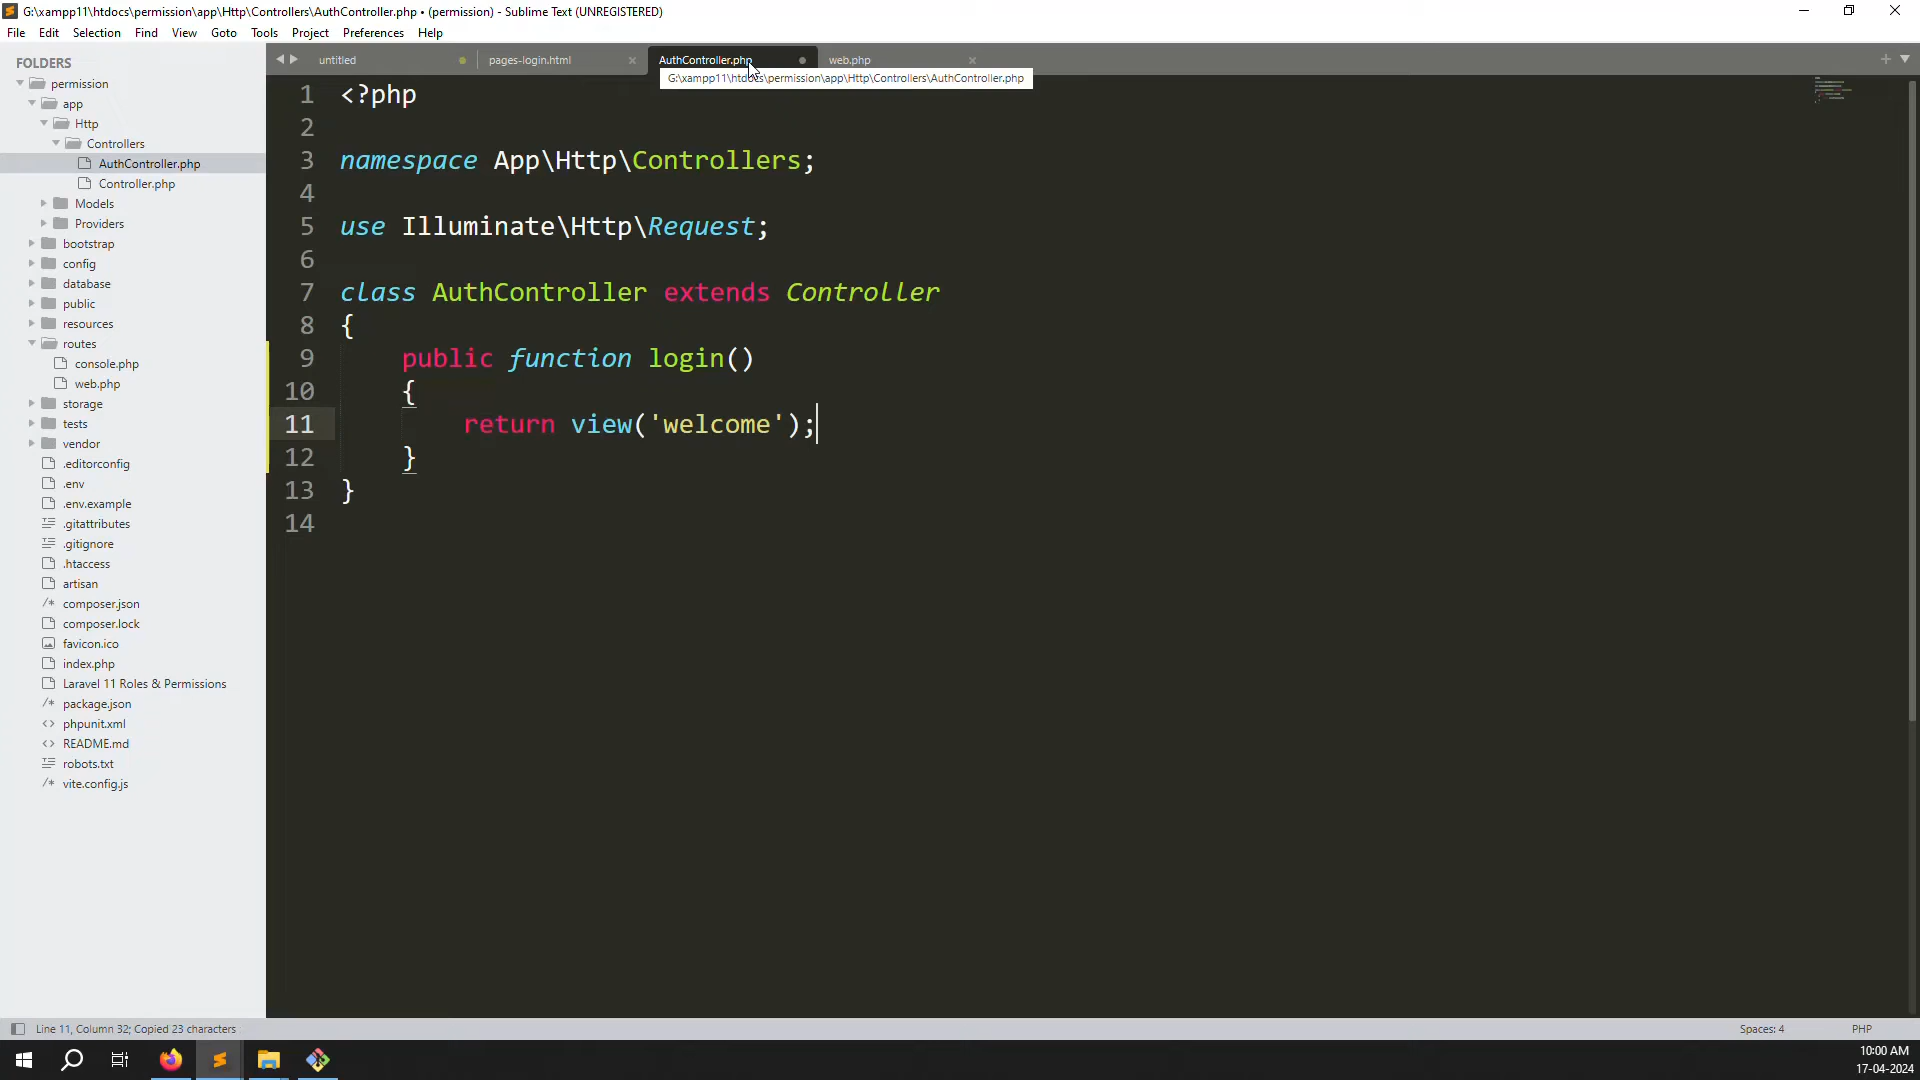 G:\xampp11\htdocs\permission\app\Http\Controllers\AuthController.php • (permission) - Sublime Text (UNREGISTERED)
File Edit Selection Find View Goto Tools Project Preferences Help
FOLDERS
permission
app
Http
Controllers
AuthController.php
Controller.php
Models
Providers
bootstrap
config
database
public
resources
routes
console.php
web.php
storage
tests
vendor
.editorconfig
.env
.env.example
.gitattributes
.gitignore
.htaccess
artisan
composer.json
composer.lock
favicon.ico
index.php
Laravel 11 Roles & Permissions
package.json
phpunit.xml
README.md
robots.txt
vite.config.js
untitled pages-login.html AuthController.php web.php
G:\xampp11\htdocs\permission\app\Http\Controllers\AuthController.php
1 <?php
2
3 namespace App\Http\Controllers;
4
5 use Illuminate\Http\Request;
6
7 class AuthController extends Controller
8 {
9 public function login()
10 {
11 return view('welcome');
12 }
13 }
14
Line 11, Column 32; Copied 23 characters Spaces: 4 PHP
10:00 AM
17-04-2024